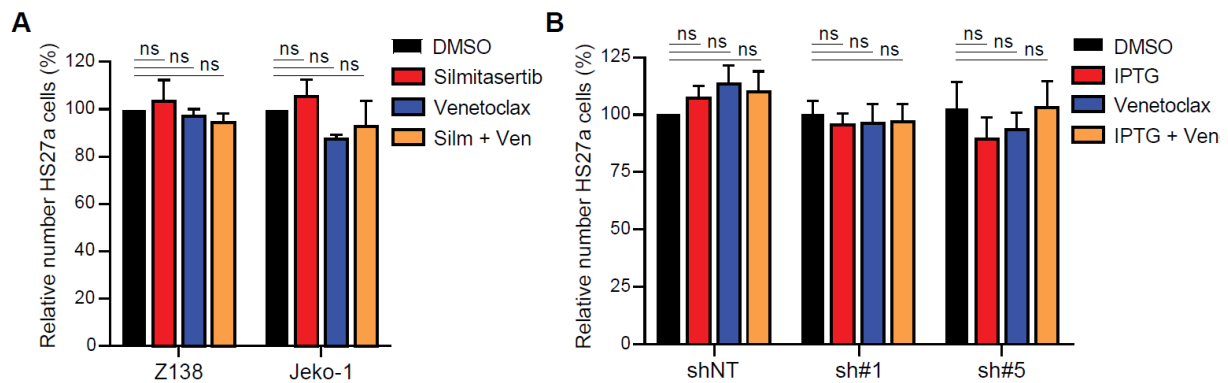 A
Relative number HS27a cells (%)
120
100
80
60
40
20
0
ns
ns
ns
ns
ns
ns
Z138
Jeko-1
DMSO
Silmitasertib
Venetoclax
Silm + Ven
B
Relative number HS27a cells (%)
125
100
75
50
25
0
ns
ns
ns
ns
ns
ns
ns
ns
ns
shNT
sh#1
sh#5
DMSO
IPTG
Venetoclax
IPTG + Ven